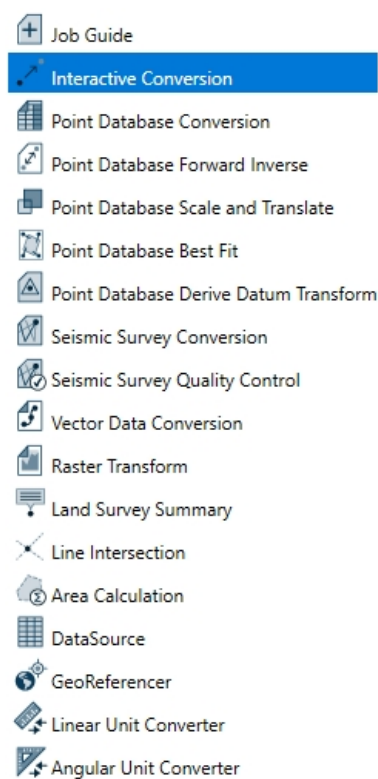 Job Guide
Interactive Conversion
Point Database Conversion
Point Database Forward Inverse
Point Database Scale and Translate
Point Database Best Fit
Point Database Derive Datum Transform
Seismic Survey Conversion
Seismic Survey Quality Control
Vector Data Conversion
Raster Transform
Land Survey Summary
Line Intersection
Area Calculation
DataSource
GeoReferencer
Linear Unit Converter
Angular Unit Converter